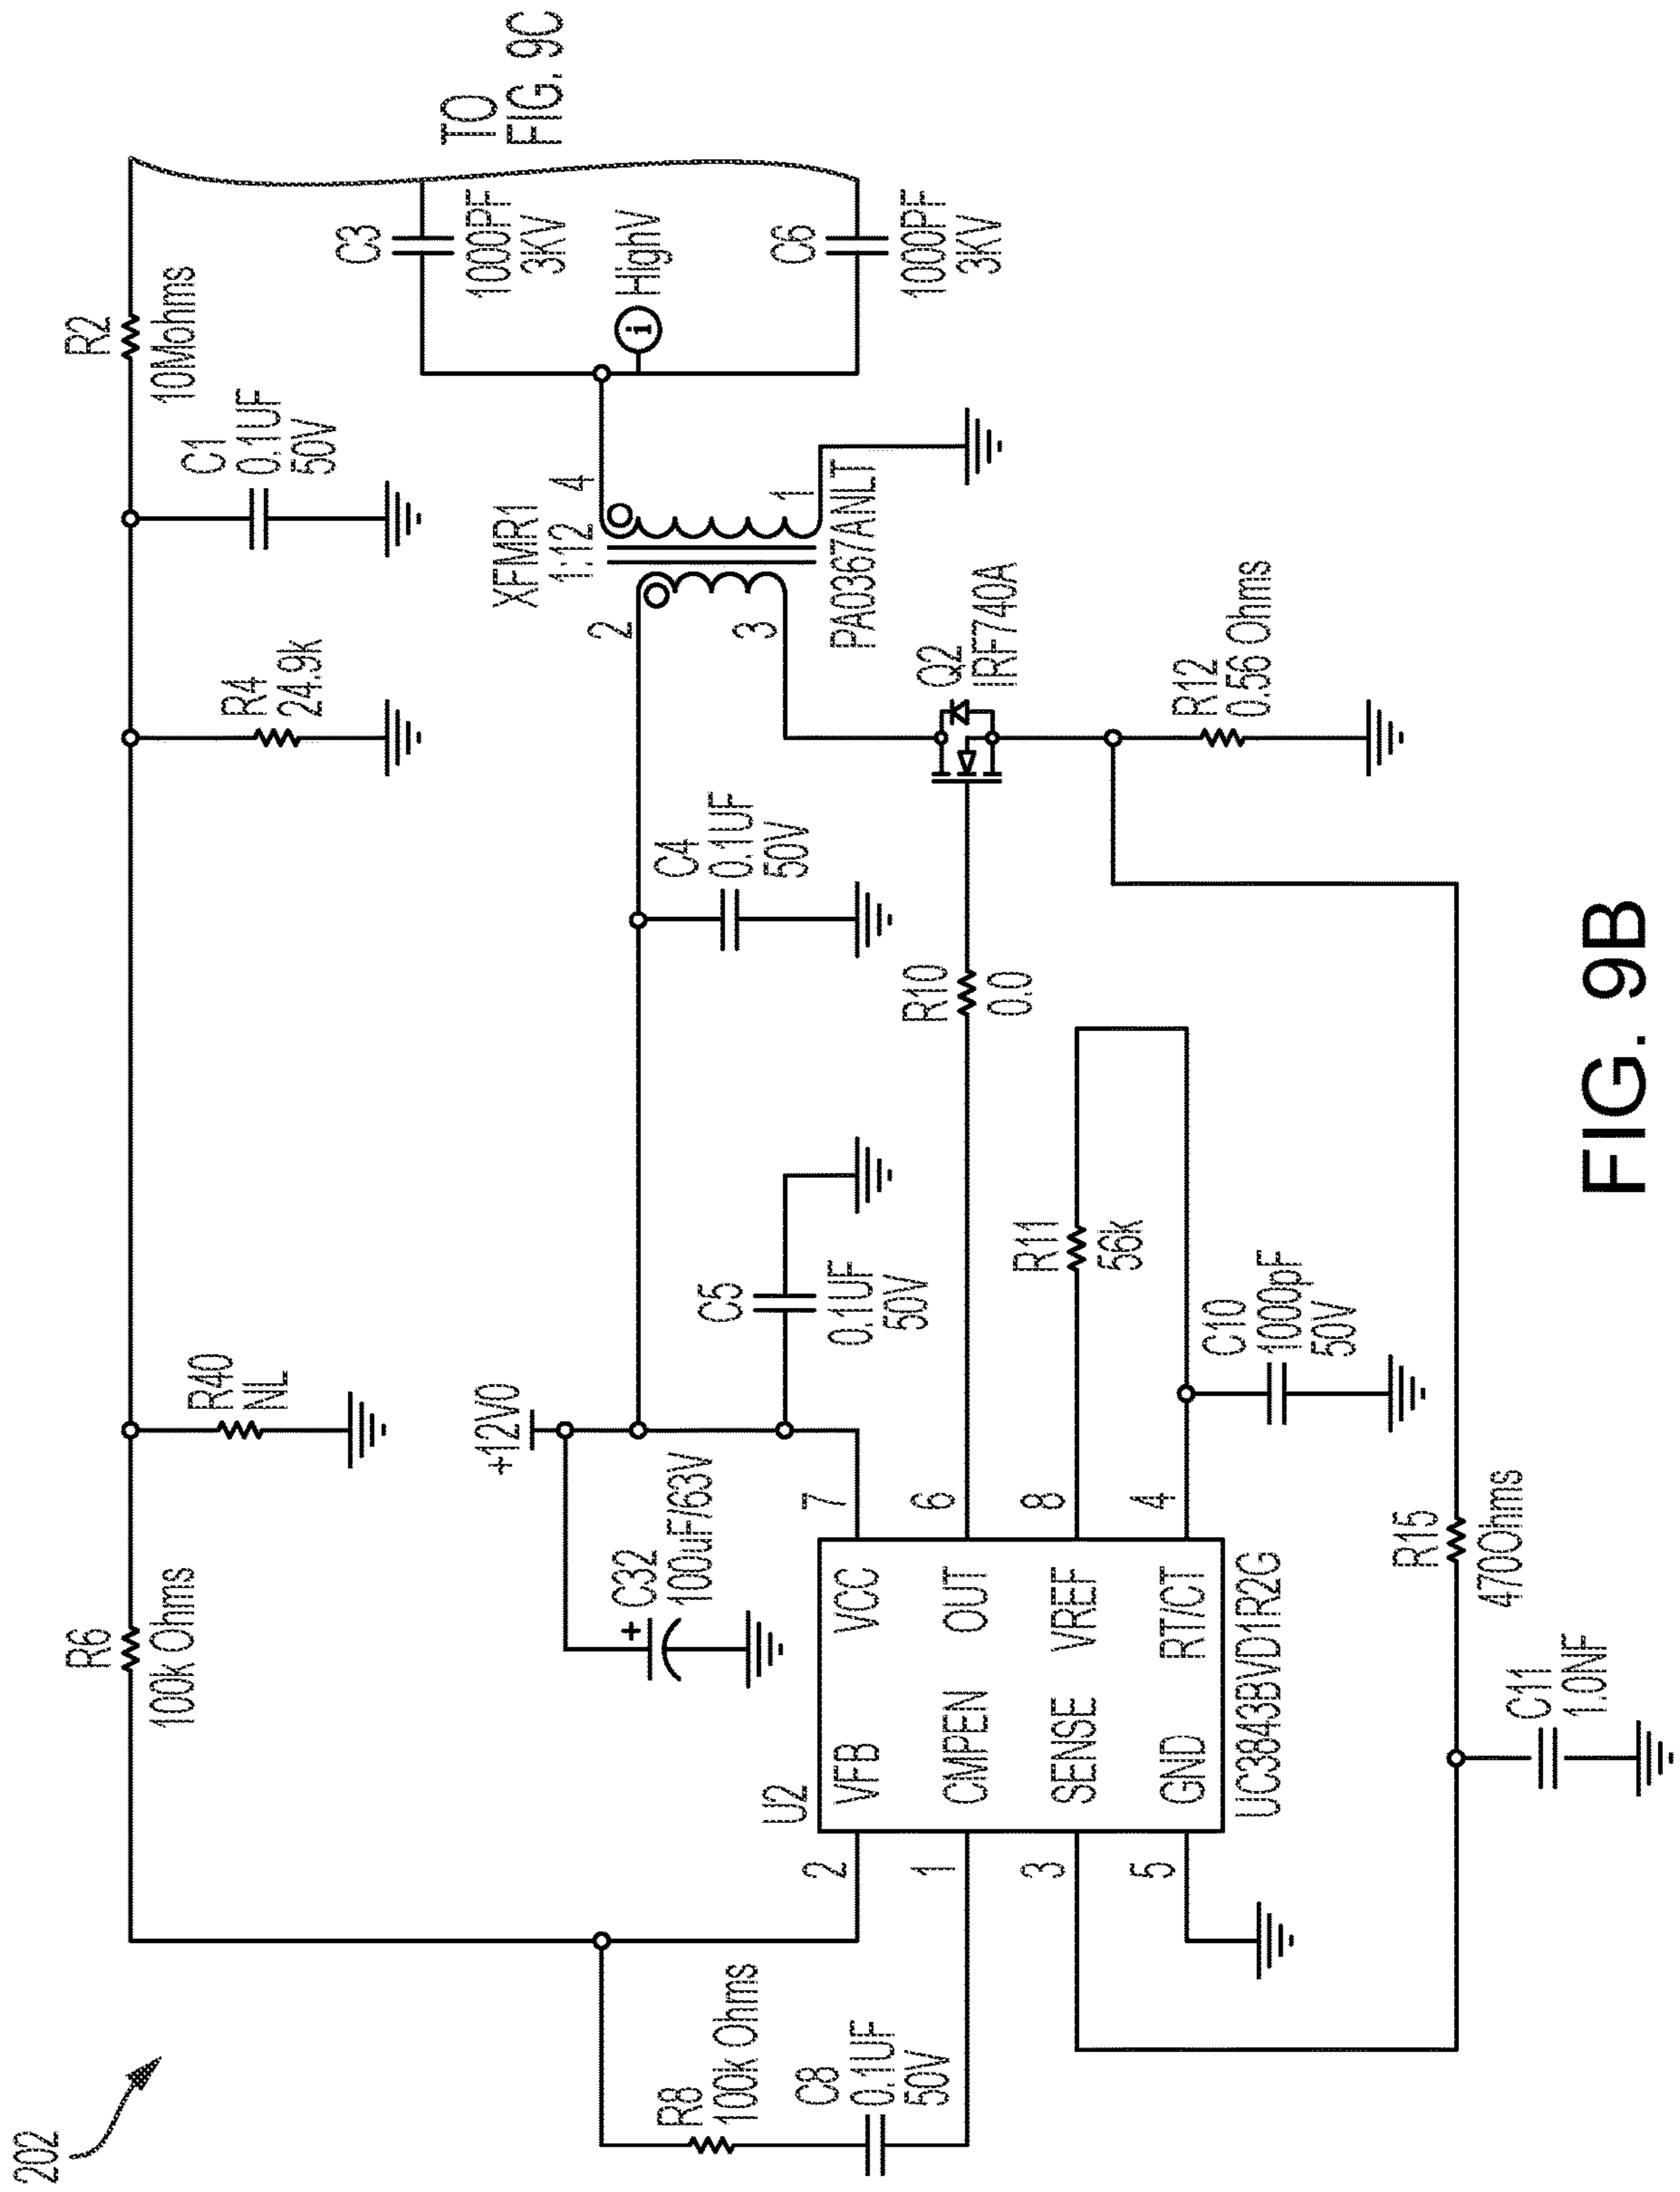 202
R6
100k Ohms
R40
NL
R4
24.9k
C1
0.1UF
50V
R2
10Mohms
TO
FIG. 9C
C3
1000PF
3KV
HighV
i
C6
1000PF
3KV
XFMR1
1:12
2
3
4
1
PA0367ANLT
+12V0
C32
+
100uF/63V
C5
0.1UF
50V
C4
0.1UF
50V
Q2
IRF740A
R12
0.56 Ohms
R10
0.0
R11
56k
C10
1000pF
50V
R8
100k Ohms
C8
0.1UF
50V
U2
2
VFB
VCC
7
1
CMPEN
OUT
6
3
SENSE
VREF
8
5
GND
RT/CT
4
UC3843BVD1R2G
R15
470Ohms
C11
1.0NF
FIG. 9B